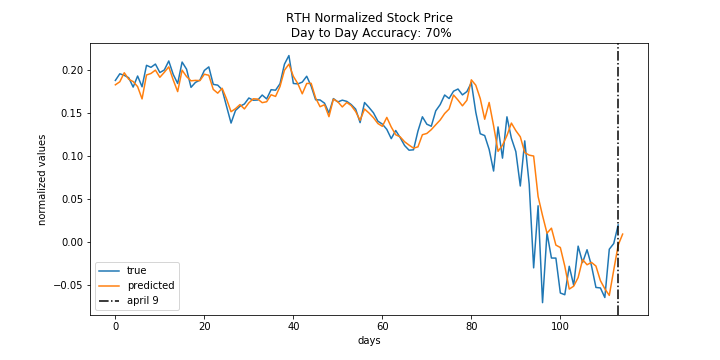 RTH Normalized Stock Price
Day to Day Accuracy: 70%
normalized values
0.20
0.15
0.10
0.05
0.00
−0.05
true
predicted
april 9
0
20
40
60
80
100
days